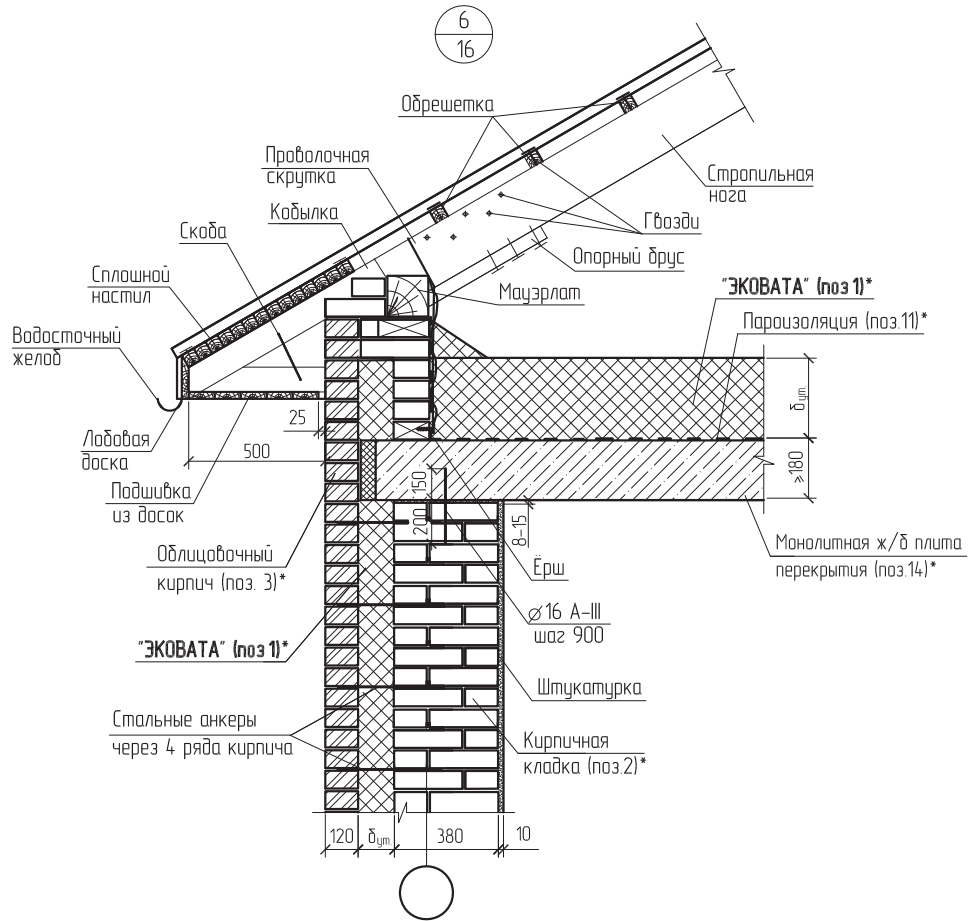 6
16
Обрешетка
Проволочная
скрутка
Стропильная
нога
Кобылка
Гвозди
Скоба
Опорный брус
Сплошной
настил
Мауэрлат
"ЭКОВАТА" (поз 1)*
Водосточный
желоб
Пароизоляция (поз.11)*
δут.
25
Лобовая
доска
500
≥180
150
Подшивка
из досок
200
8-15
Облицовочный
кирпич (поз. 3)*
Монолитная ж/б плита
перекрытия (поз.14)*
Ёрш
⌀16 А-III
шаг 900
"ЭКОВАТА" (поз 1)*
Штукатурка
Стальные анкеры
через 4 ряда кирпича
Кирпичная
кладка (поз.2)*
120
δут.
380
10